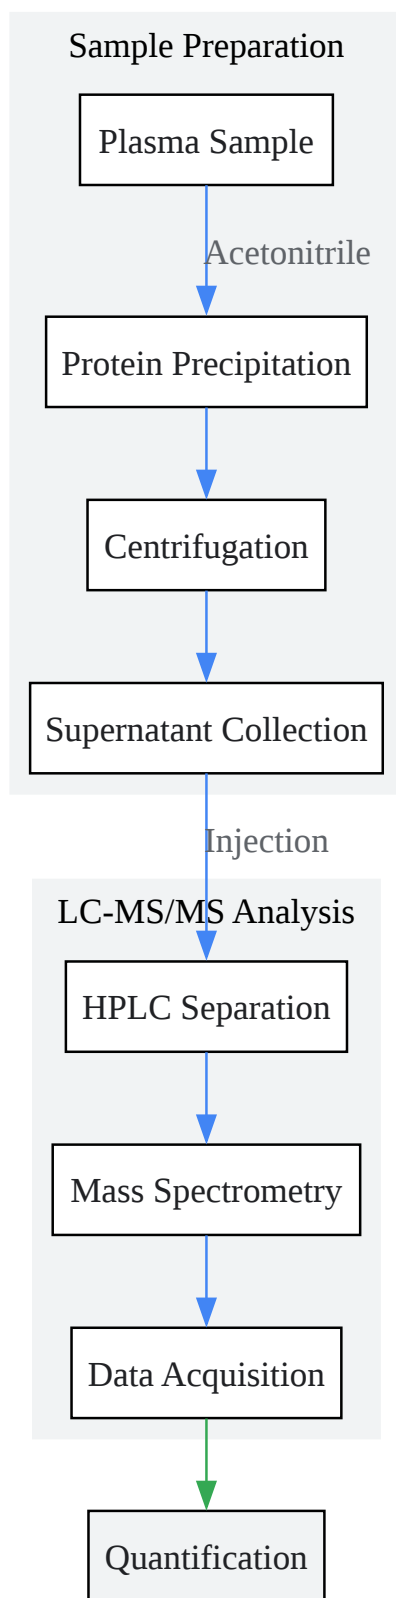 Sample Preparation
Plasma Sample
Acetonitrile
Protein Precipitation
Centrifugation
Supernatant Collection
Injection
LC-MS/MS Analysis
HPLC Separation
Mass Spectrometry
Data Acquisition
Quantification